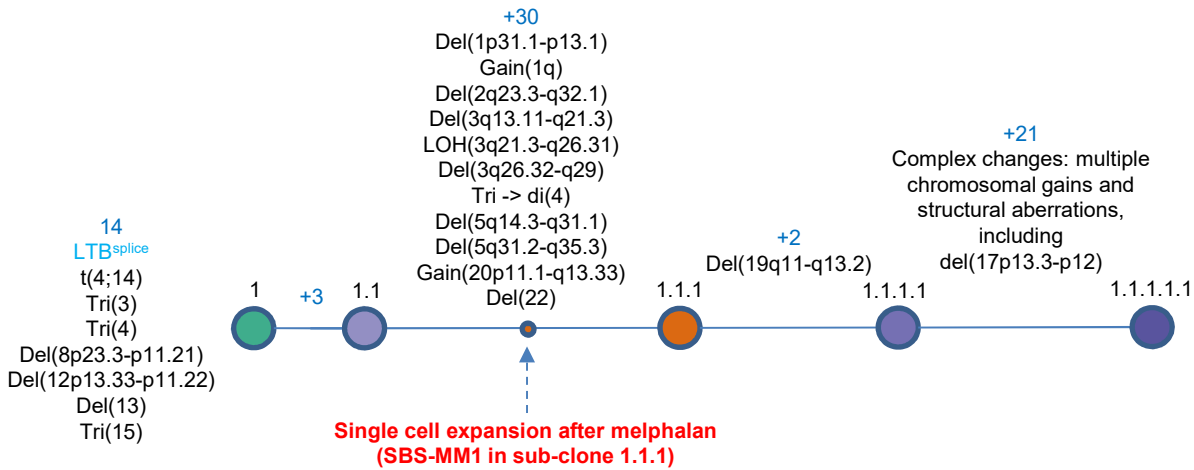 14
LTBsplice
t(4;14)
Tri(3)
Tri(4)
Del(8p23.3-p11.21)
Del(12p13.33-p11.22)
Del(13)
Tri(15)
1
+3
1.1
+30
Del(1p31.1-p13.1)
Gain(1q)
Del(2q23.3-q32.1)
Del(3q13.11-q21.3)
LOH(3q21.3-q26.31)
Del(3q26.32-q29)
Tri -> di(4)
Del(5q14.3-q31.1)
Del(5q31.2-q35.3)
Gain(20p11.1-q13.33)
Del(22)
Single cell expansion after melphalan
(SBS-MM1 in sub-clone 1.1.1)
1.1.1
+2
Del(19q11-q13.2)
1.1.1.1
+21
Complex changes: multiple
chromosomal gains and
structural aberrations,
including
del(17p13.3-p12)
1.1.1.1.1